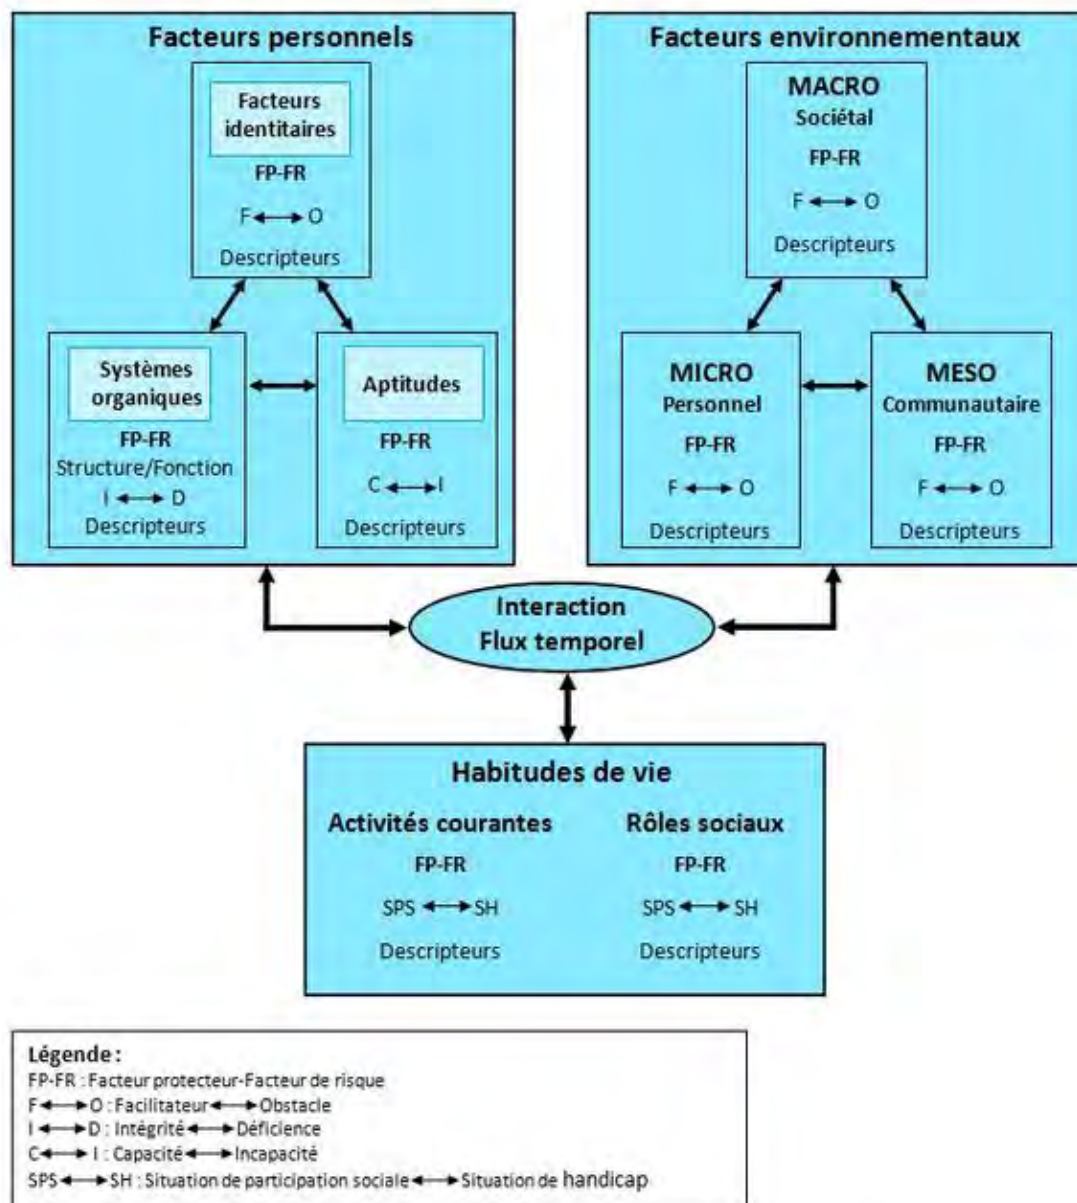 Facteurs personnels
Facteurs identitaires
FP-FR
F ↔ O
Descripteurs
Systèmes organiques
FP-FR
Structure/Fonction
I ↔ D
Descripteurs
Aptitudes
FP-FR
C ↔ I
Descripteurs
Facteurs environnementaux
MACRO
Sociétal
FP-FR
F ↔ O
Descripteurs
MICRO
Personnel
FP-FR
F ↔ O
Descripteurs
MESO
Communautaire
FP-FR
F ↔ O
Descripteurs
Interaction
Flux temporel
Habitudes de vie
Activités courantes
FP-FR
SPS ↔ SH
Descripteurs
Rôles sociaux
FP-FR
SPS ↔ SH
Descripteurs
Légende :
FP-FR : Facteur protecteur-Facteur de risque
F ↔ O : Facilitateur ↔ Obstacle
I ↔ D : Intégrité ↔ Déficience
C ↔ I : Capacité ↔ Incapacité
SPS ↔ SH : Situation de participation sociale ↔ Situation de handicap